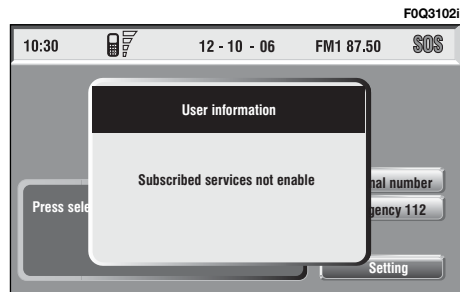 F0Q3102i
10:30 12 - 10 - 06 FM1 87.50 SOS
User information
Subscribed services not enable
nal number
Press sele
gency 112
Setting